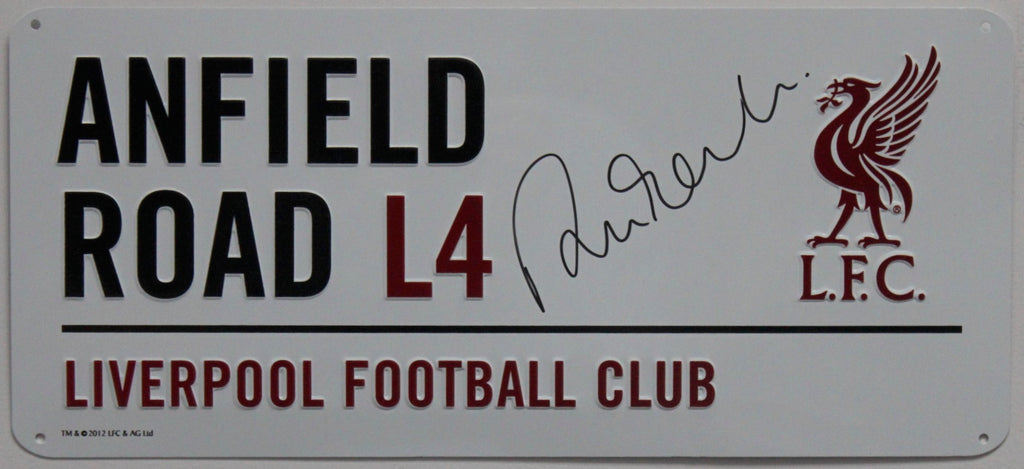 ANFIELD
ROAD L4
L.F.C.
LIVERPOOL FOOTBALL CLUB
TM & © 2012 LFC & AG Ltd